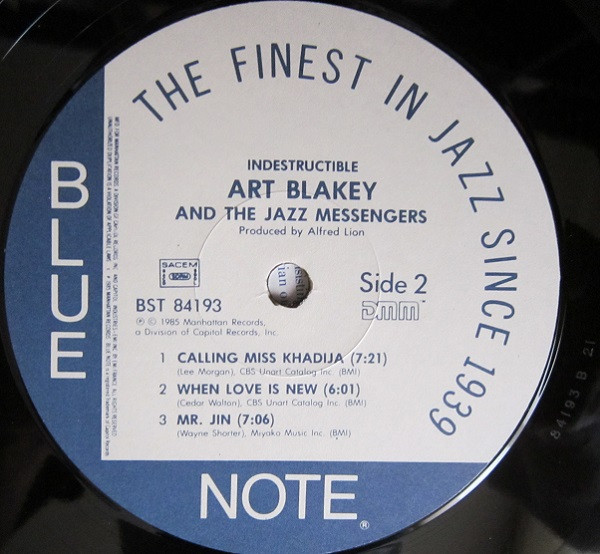 THE FINEST IN JAZZ SINCE 1939
BLUE
INDESTRUCTIBLE
ART BLAKEY
AND THE JAZZ MESSENGERS
Produced by Alfred Lion
SACEM
Side 2
DMM
BST 84193
℗ © 1985 Manhattan Records,
a Division of Capitol Records, Inc.
1 CALLING MISS KHADIJA (7:21)
(Lee Morgan), CBS Unart Catalog Inc. (BMI)
2 WHEN LOVE IS NEW (6:01)
(Cedar Walton), CBS Unart Catalog Inc. (BMI)
3 MR. JIN (7:06)
(Wayne Shorter), Miyako Music Inc. (BMI)
NOTE®
84193 B 21